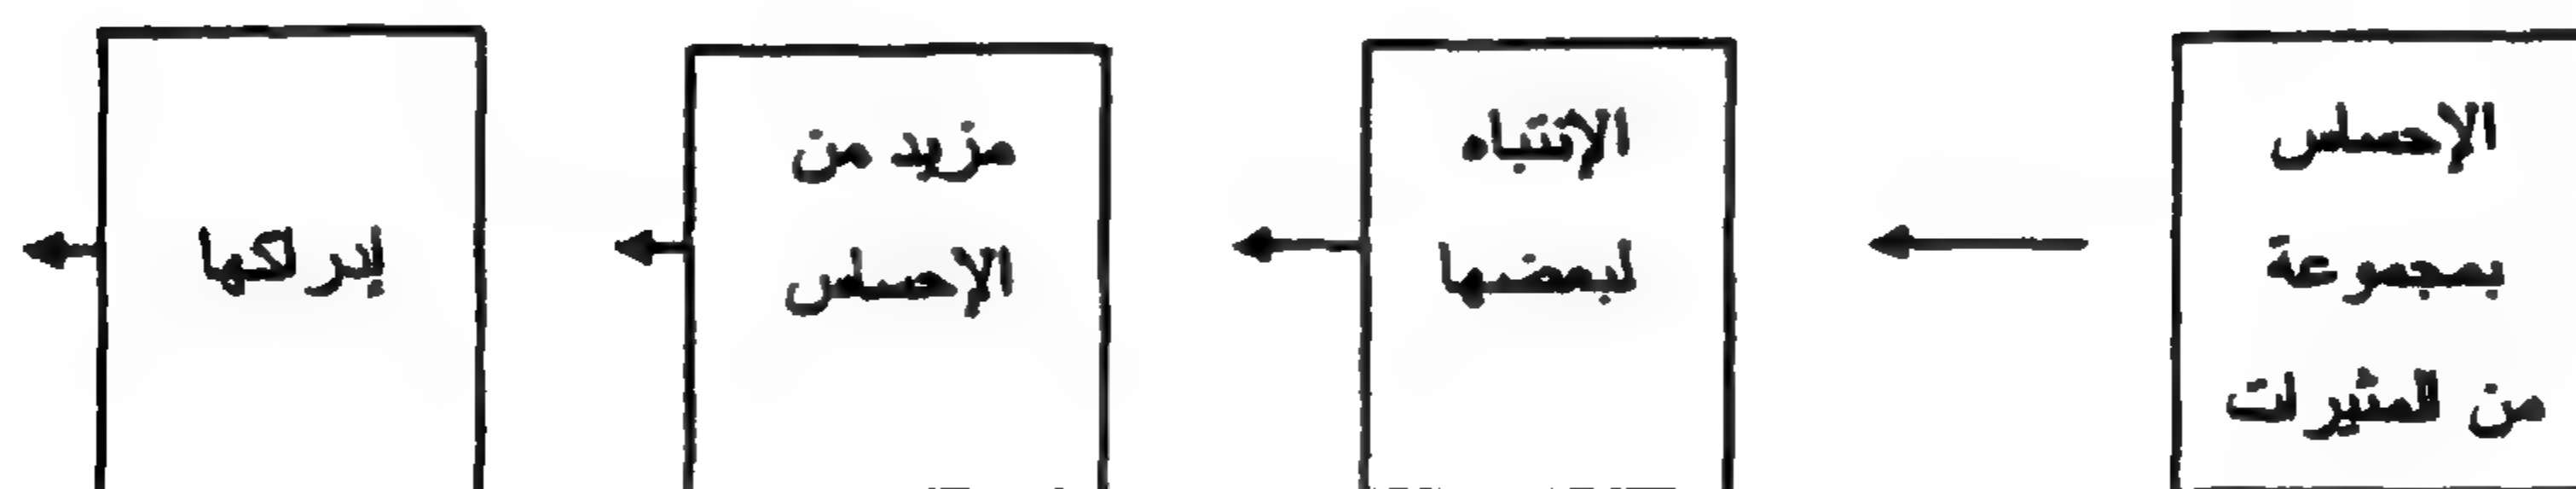 الإحساس
بمجموعة
من المثيرات
الإنتباه
لبعضها
مزيد من
الإحساس
إدراكها